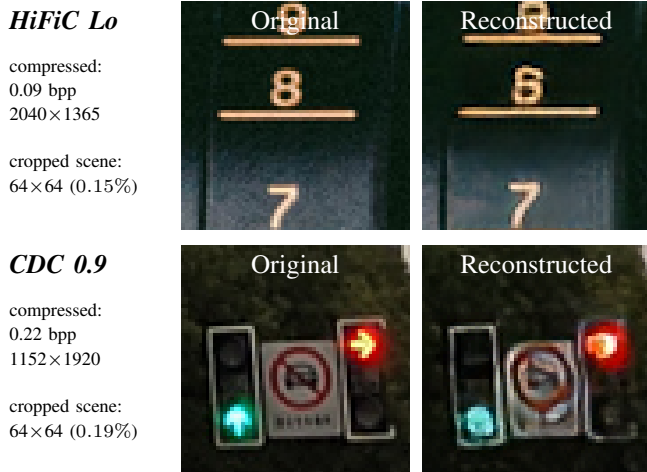 HiFiC Lo
compressed:
0.09 bpp
2040×1365
cropped scene:
64×64 (0.15%)
Original
8
7
Reconstructed
7
CDC 0.9
compressed:
0.22 bpp
1152×1920
cropped scene:
64×64 (0.19%)
Original
Reconstructed